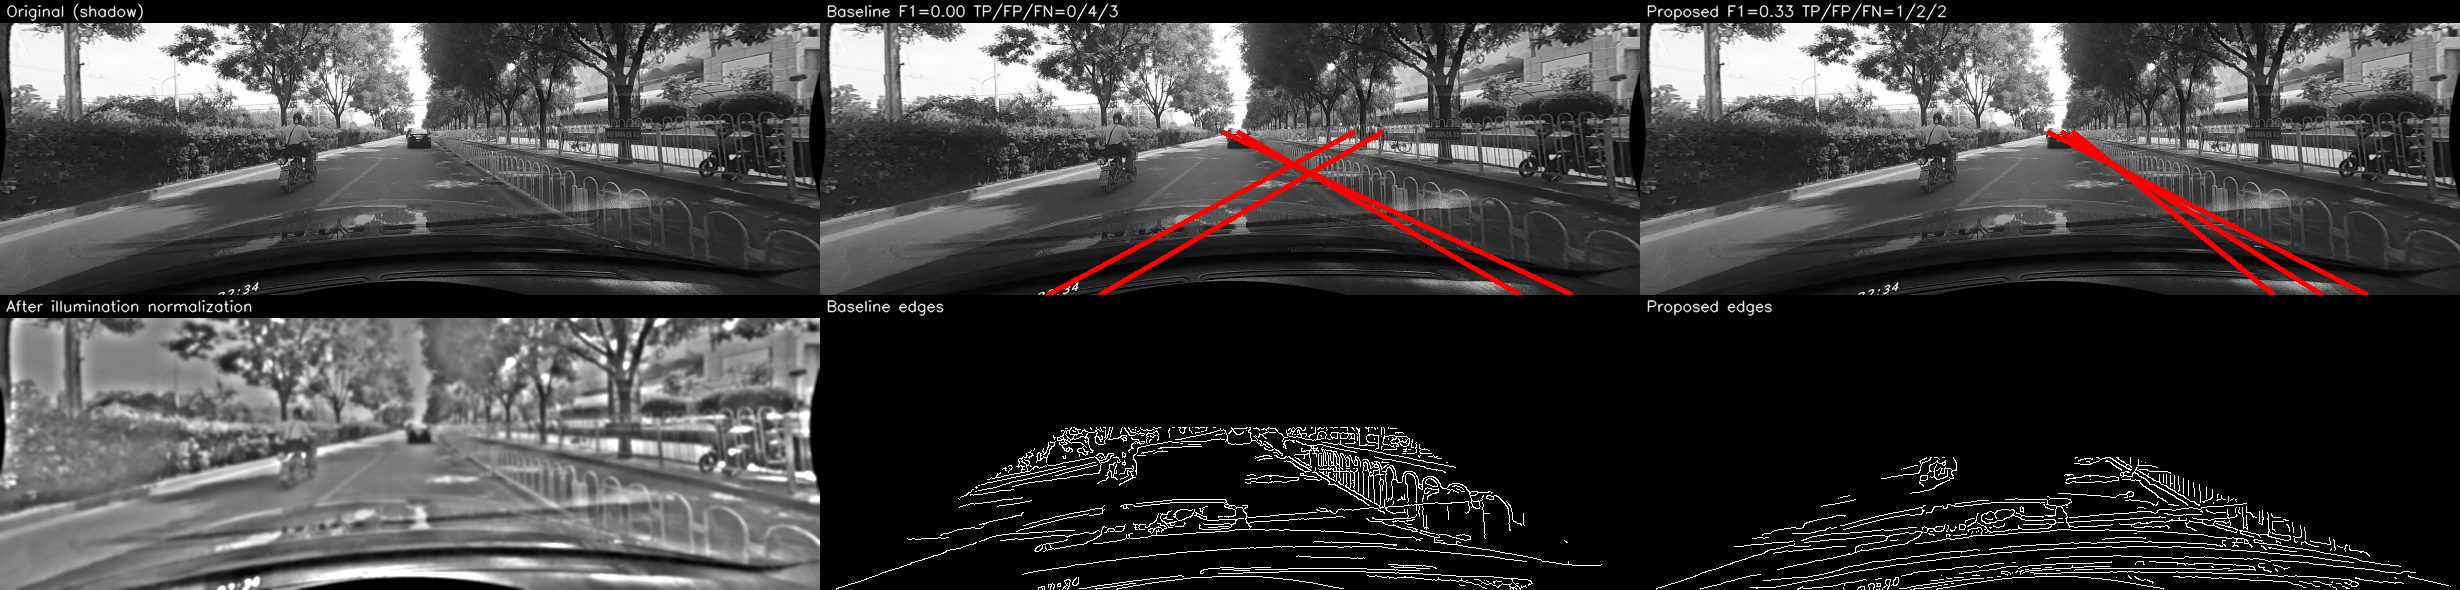 Original (shadow)
Baseline F1=0.00 TP/FP/FN=0/4/3
Proposed F1=0.33 TP/FP/FN=1/2/2
After illumination normalization
Baseline edges
Proposed edges